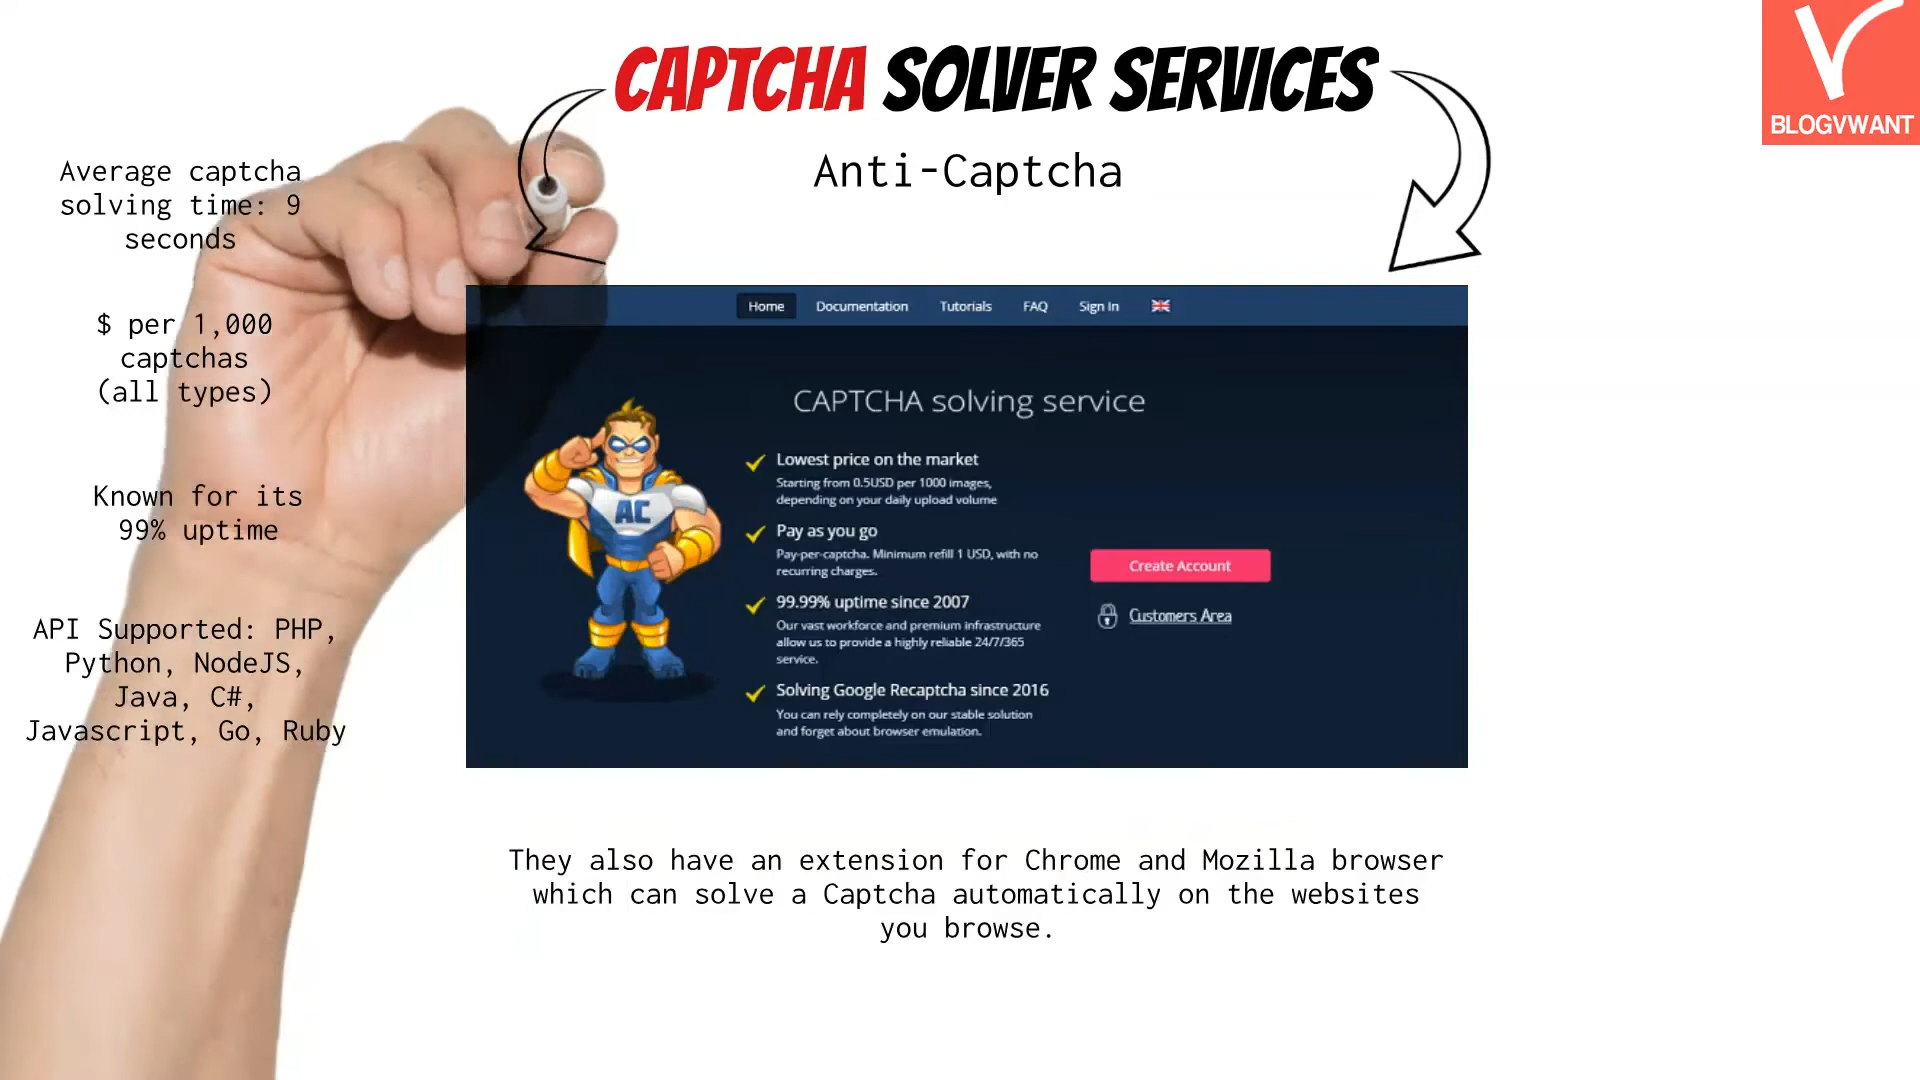 CAPTCHA SOLVER SERVICES
BLOGVWANT
Anti-Captcha
Average captcha
solving time: 9
seconds
$ per 1,000
captchas
(all types)
Known for its
99% uptime
API Supported: PHP,
Python, NodeJS,
Java, C#,
Javascript, Go, Ruby
Home Documentation Tutorials FAQ Sign In
CAPTCHA solving service
AC
Lowest price on the market
Starting from 0.5USD per 1000 images,
depending on your daily upload volume
Pay as you go
Pay-per-captcha. Minimum refill 1 USD, with no
recurring charges.
99.99% uptime since 2007
Our vast workforce and premium infrastructure
allow us to provide a highly reliable 24/7/365
service.
Solving Google Recaptcha since 2016
You can rely completely on our stable solution
and forget about browser emulation.
Create Account
Customers Area
They also have an extension for Chrome and Mozilla browser
which can solve a Captcha automatically on the websites
you browse.